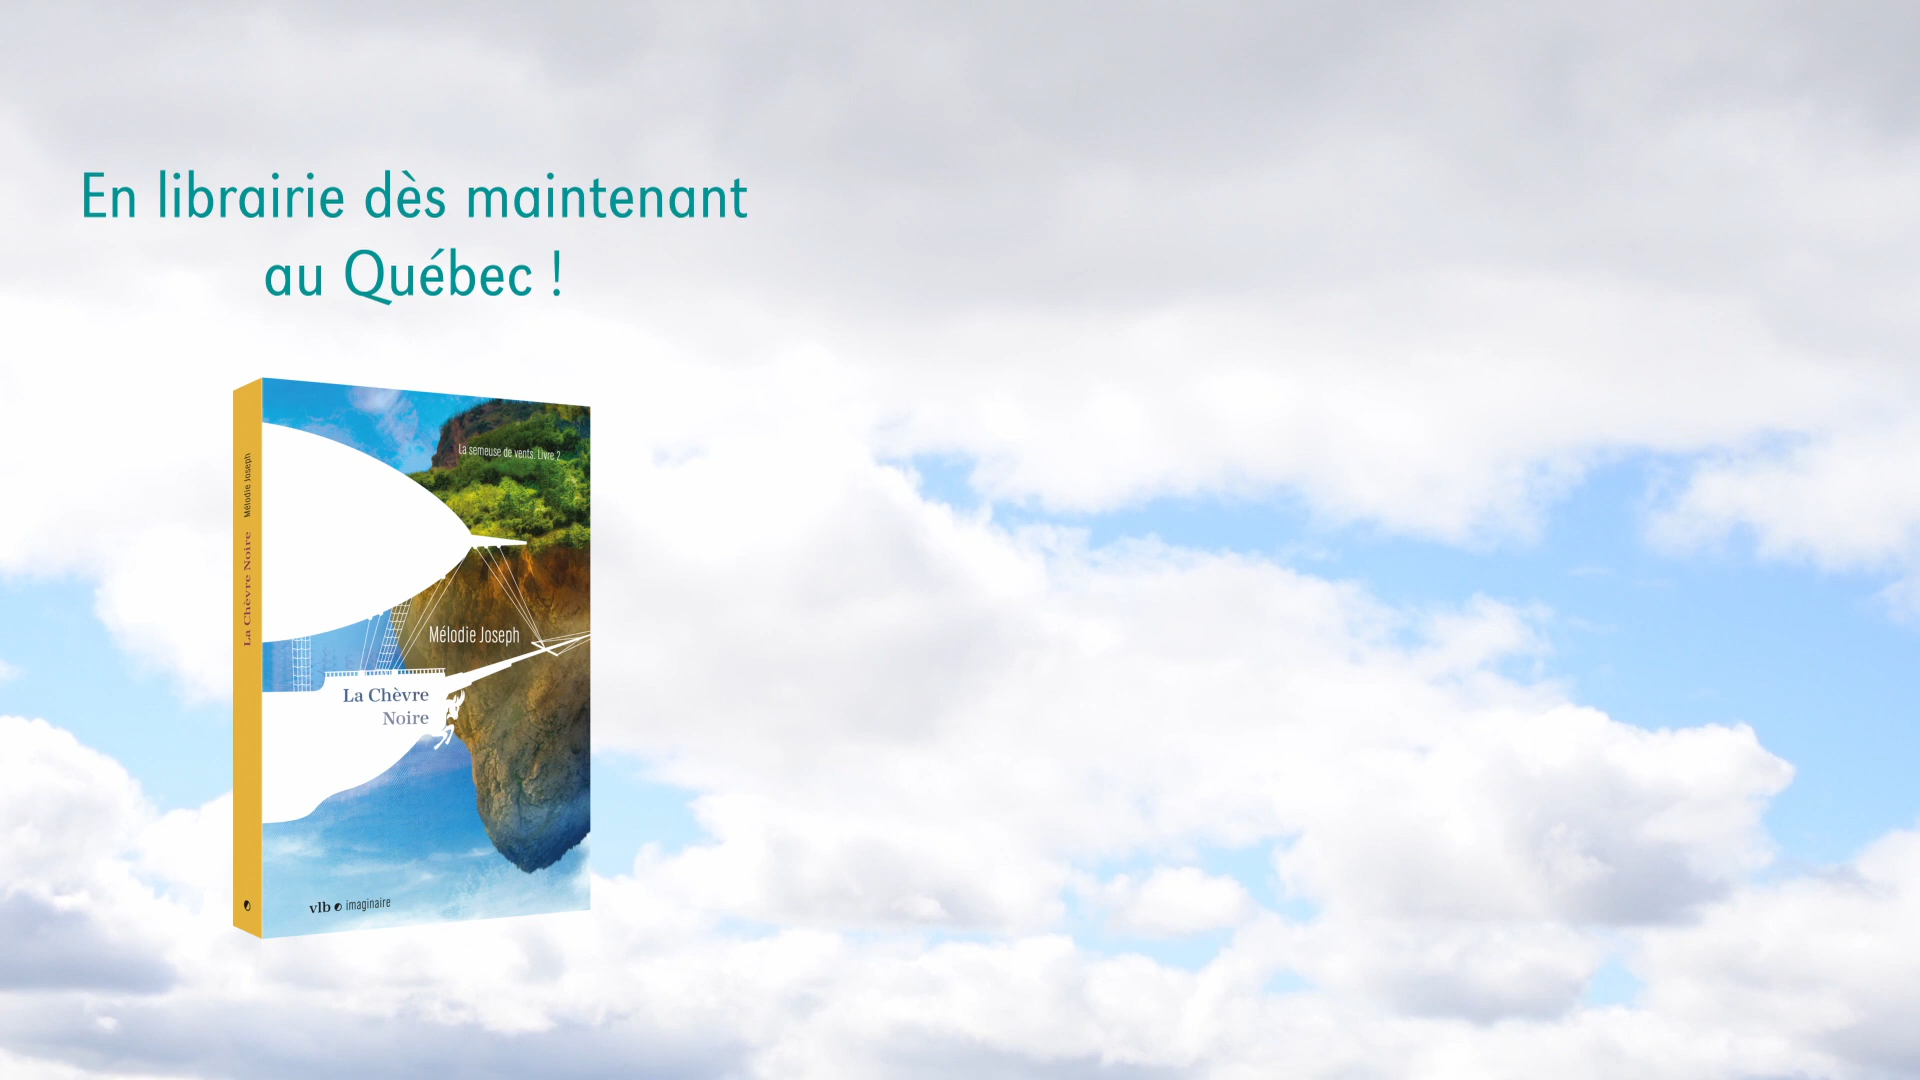 En librairie dès maintenant
au Québec !
La semeuse de vents. Livre 2
Mélodie Joseph
La Chèvre
Noire
vlb imaginaire
La Chèvre Noire Mélodie Joseph